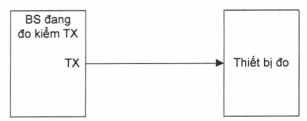 BS đang
đo kiểm TX
TX
Thiết bị đo